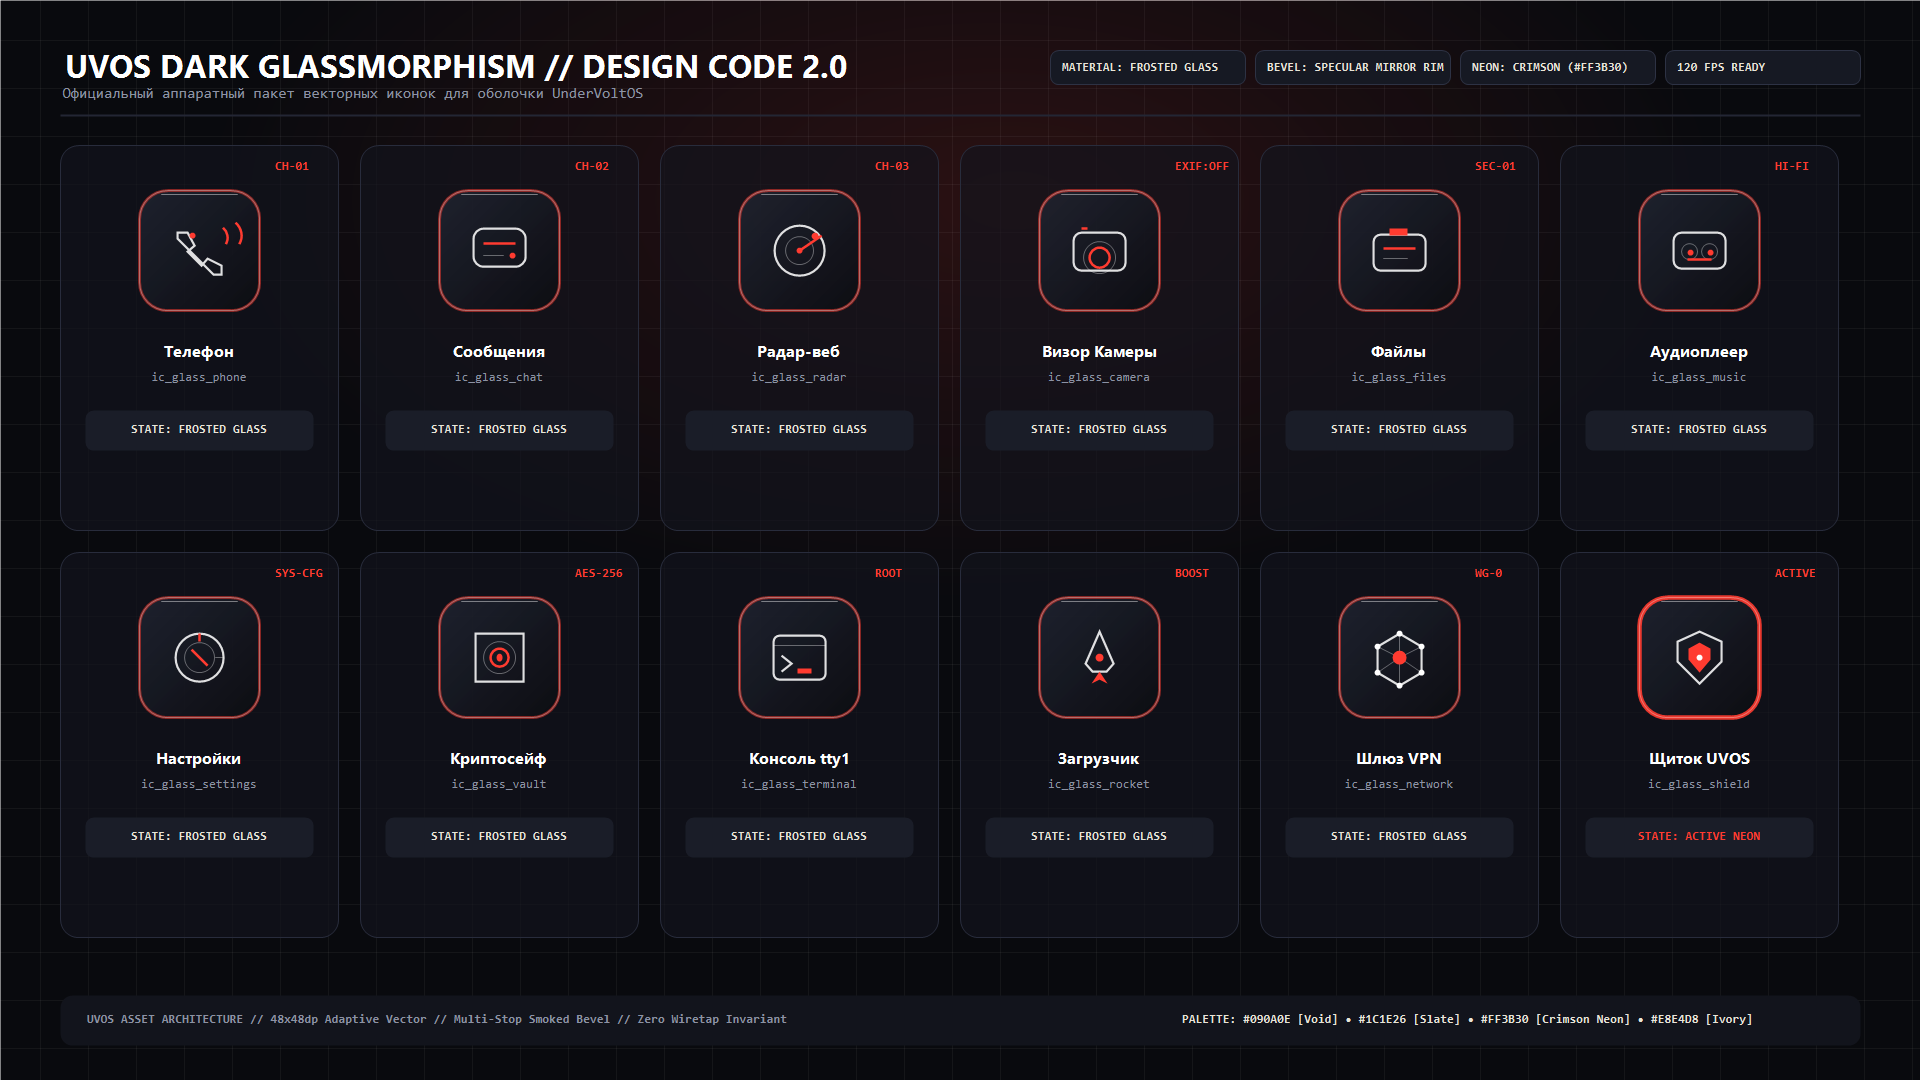 UVOS DARK GLASSMORPHISM // DESIGN CODE 2.0
Официальный аппаратный пакет векторных иконок для оболочки UnderVoltOS
MATERIAL: FROSTED GLASS
BEVEL: SPECULAR MIRROR RIM
NEON: CRIMSON (#FF3B30)
120 FPS READY
CH-01
Телефон
ic_glass_phone
STATE: FROSTED GLASS
CH-02
Сообщения
ic_glass_chat
STATE: FROSTED GLASS
CH-03
Радар-веб
ic_glass_radar
STATE: FROSTED GLASS
EXIF:OFF
Визор Камеры
ic_glass_camera
STATE: FROSTED GLASS
SEC-01
Файлы
ic_glass_files
STATE: FROSTED GLASS
HI-FI
Аудиоплеер
ic_glass_music
STATE: FROSTED GLASS
SYS-CFG
Настройки
ic_glass_settings
STATE: FROSTED GLASS
AES-256
Криптосейф
ic_glass_vault
STATE: FROSTED GLASS
ROOT
Консоль tty1
ic_glass_terminal
STATE: FROSTED GLASS
BOOST
Загрузчик
ic_glass_rocket
STATE: FROSTED GLASS
WG-0
Шлюз VPN
ic_glass_network
STATE: FROSTED GLASS
ACTIVE
Щиток UVOS
ic_glass_shield
STATE: ACTIVE NEON
UVOS ASSET ARCHITECTURE // 48x48dp Adaptive Vector // Multi-Stop Smoked Bevel // Zero Wiretap Invariant
PALETTE: #090A0E [Void] • #1C1E26 [Slate] • #FF3B30 [Crimson Neon] • #E8E4D8 [Ivory]